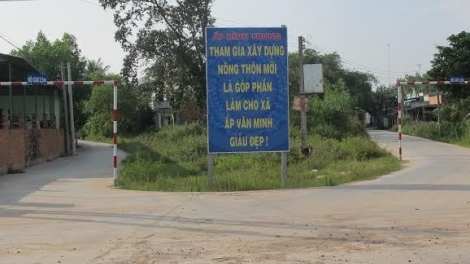 ẤP BÌNH TRUNG
THAM GIA XÂY DỰNG
NÔNG THÔN MỚI
LÀ GÓP PHẦN
LÀM CHO XÃ
ẤP VĂN MINH
GIÀU ĐẸP !